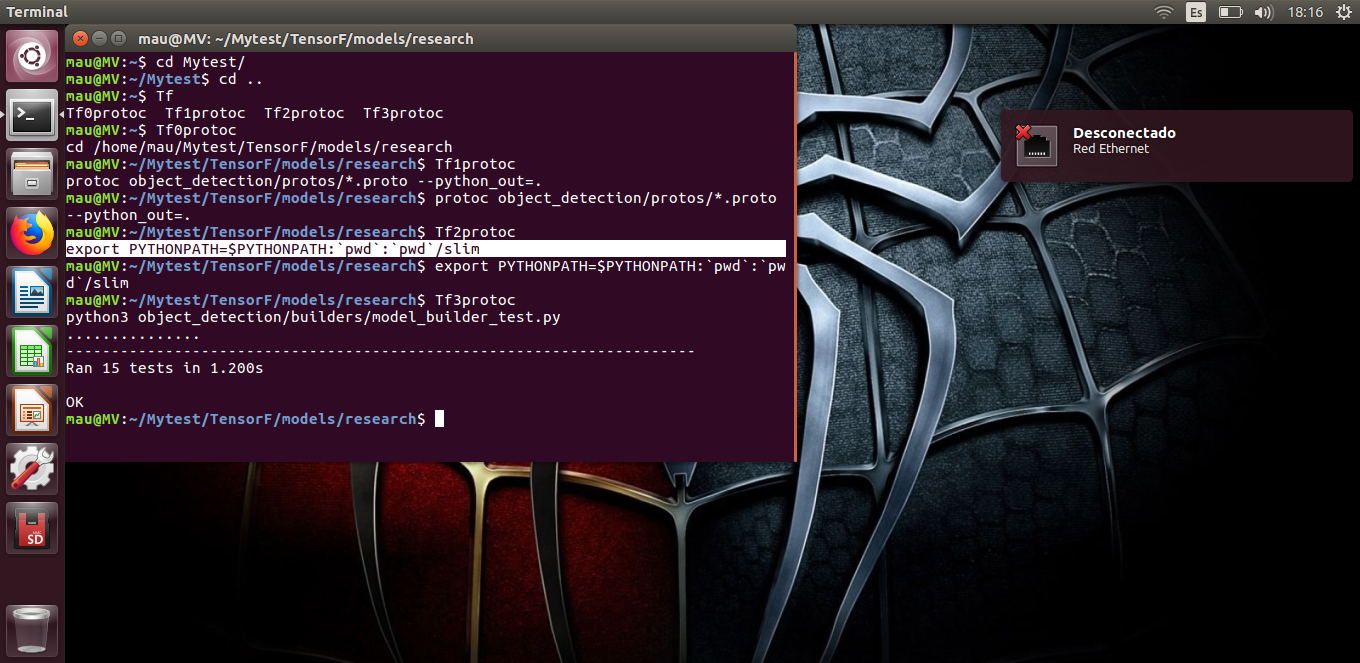 Terminal
Es
18:16
mau@MV: ~/Mytest/TensorF/models/research
mau@MV:~$ cd Mytest/
mau@MV:~/Mytest$ cd ..
mau@MV:~$ Tf
Tf0protoc  Tf1protoc  Tf2protoc  Tf3protoc
mau@MV:~$ Tf0protoc
cd /home/mau/Mytest/TensorF/models/research
mau@MV:~/Mytest/TensorF/models/research$ Tf1protoc
protoc object_detection/protos/*.proto --python_out=.
mau@MV:~/Mytest/TensorF/models/research$ protoc object_detection/protos/*.proto
--python_out=.
mau@MV:~/Mytest/TensorF/models/research$ Tf2protoc
export PYTHONPATH=$PYTHONPATH:`pwd`:`pwd`/slim
mau@MV:~/Mytest/TensorF/models/research$ export PYTHONPATH=$PYTHONPATH:`pwd`:`pw
d`/slim
mau@MV:~/Mytest/TensorF/models/research$ Tf3protoc
python3 object_detection/builders/model_builder_test.py
...............
----------------------------------------------------------------------
Ran 15 tests in 1.200s
OK
mau@MV:~/Mytest/TensorF/models/research$
Desconectado
Red Ethernet
SD